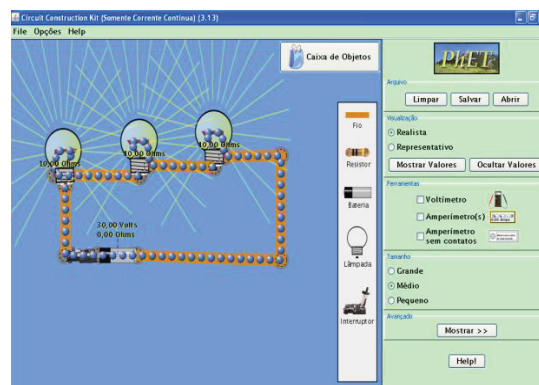 Circuit Construction Kit (Somente Corrente Contínua) (3.13)
File Opções Help
Caixa de Objetos
10,00 Ohms
10,00 Ohms
10,00 Ohms
30,00 Volts
0,00 Ohms
Fio
Resistor
Bateria
Lâmpada
Interruptor
PhET
Arquivo
Limpar Salvar Abrir
Visualização
Realista
Representativo
Mostrar Valores Ocultar Valores
Ferramentas
Voltímetro
Amperímetro(s)
Amperímetro
sem contatos
Tamanho
Grande
Médio
Pequeno
Avançado
Mostrar >>
Help!